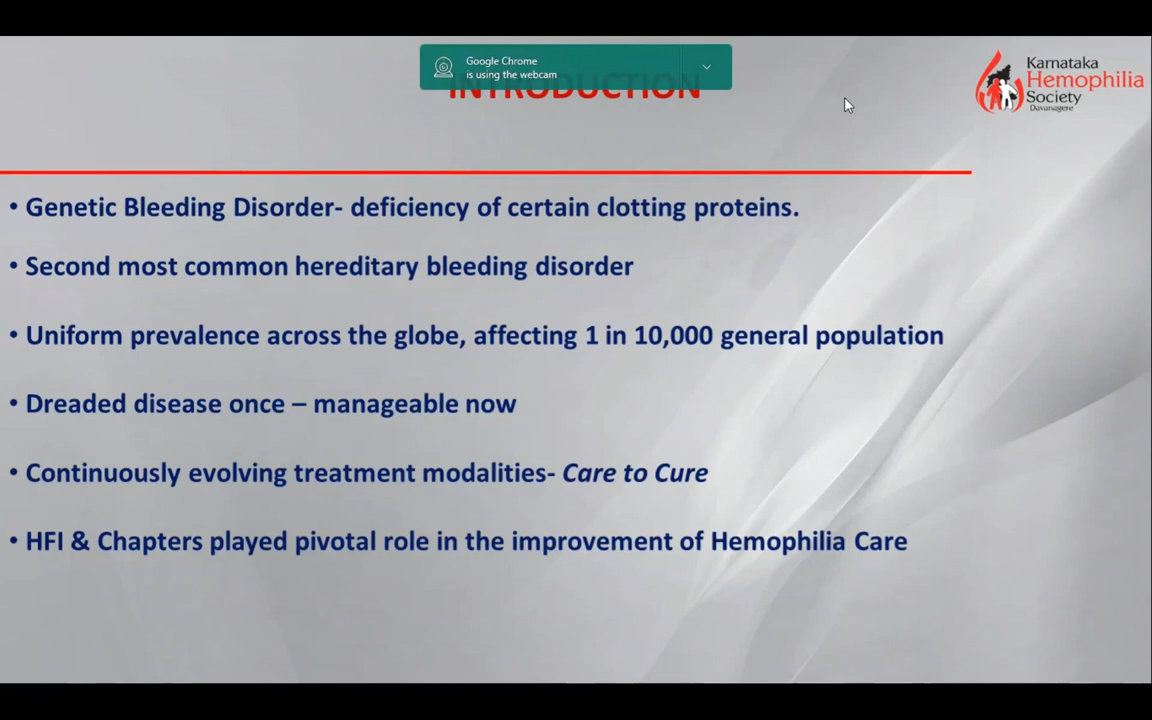 Google Chrome
is using the webcam
INTRODUCTION
Karnataka
Hemophilia
Society
Davanagere
• Genetic Bleeding Disorder- deficiency of certain clotting proteins.
• Second most common hereditary bleeding disorder
• Uniform prevalence across the globe, affecting 1 in 10,000 general population
• Dreaded disease once – manageable now
• Continuously evolving treatment modalities- Care to Cure
• HFI & Chapters played pivotal role in the improvement of Hemophilia Care